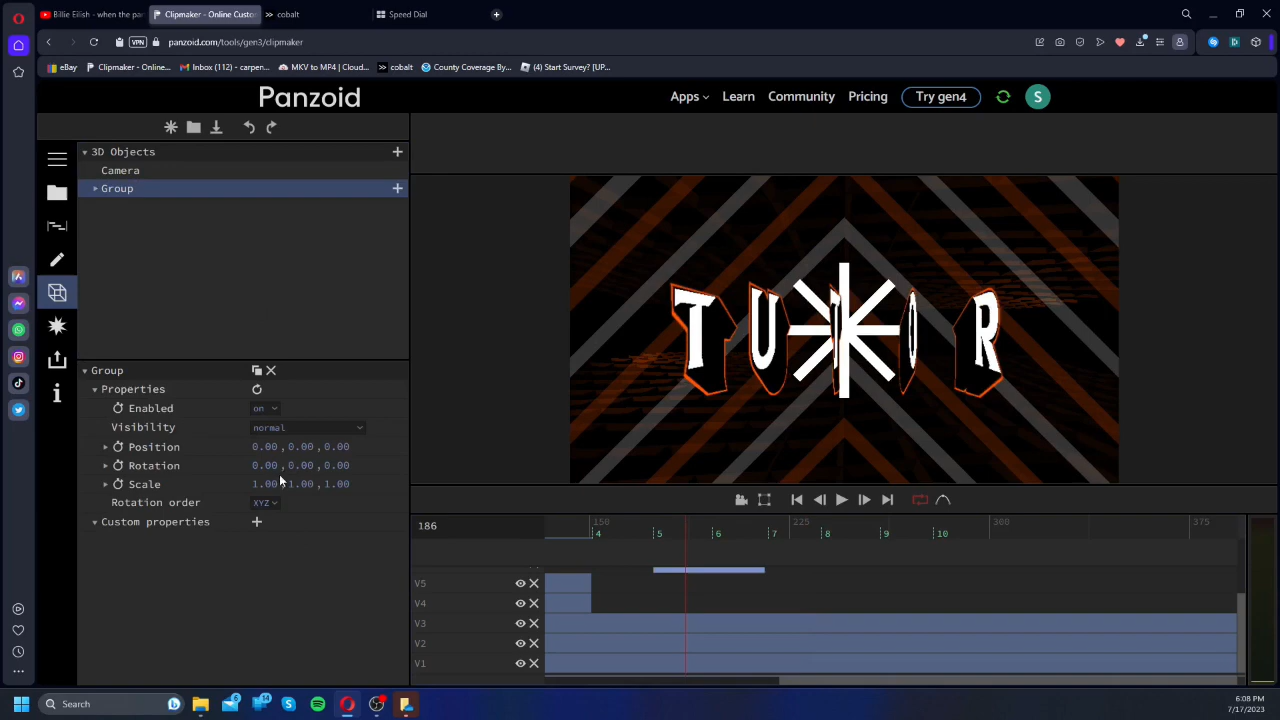 Billie Eilish - when the pa
Clipmaker - Online Custo
cobalt
Speed Dial
VPN
panzoid.com/tools/gen3/clipmaker
eBay
Clipmaker - Online...
Inbox (112) - carpen...
MKV to MP4 | Cloud...
cobalt
County Coverage By...
(4) Start Survey? [UP...
Panzoid
Apps
Learn
Community
Pricing
Try gen4
S
3D Objects
Camera
Group
TUTOR
Group
Properties
Enabled on
Visibility normal
Position 0.00, 0.00, 0.00
Rotation 0.00, 0.00, 0.00
Scale 1.00, 1.00, 1.00
Rotation order XYZ
Custom properties
186
150 225 300 375
4 5 6 7 8 9 10
V5
V4
V3
V2
V1
Search
6
14
6:08 PM
7/17/2023